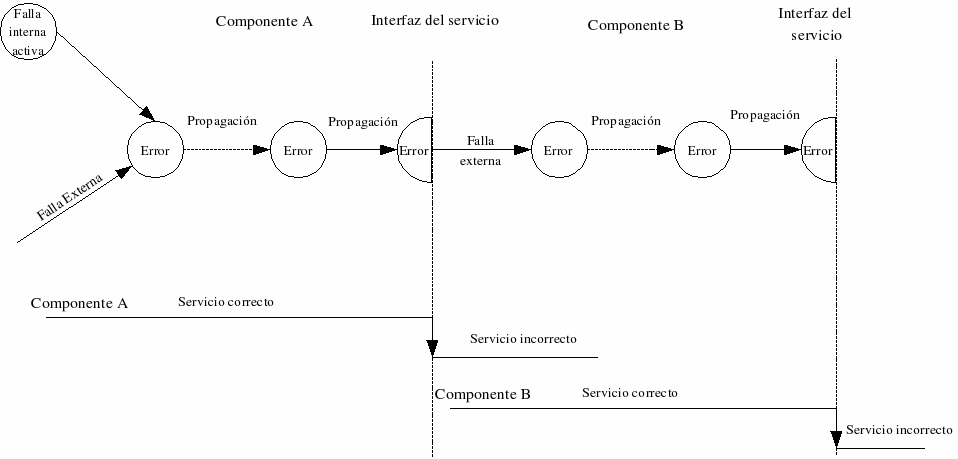 Falla
interna
activa
Componente A
Interfaz del servicio
Componente B
Interfaz del
servicio
Propagación
Propagación
Propagación
Propagación
Error
Error
Error
Falla
externa
Error
Error
Error
Falla Externa
Componente A
Servicio correcto
Servicio incorrecto
Componente B
Servicio correcto
Servicio incorrecto